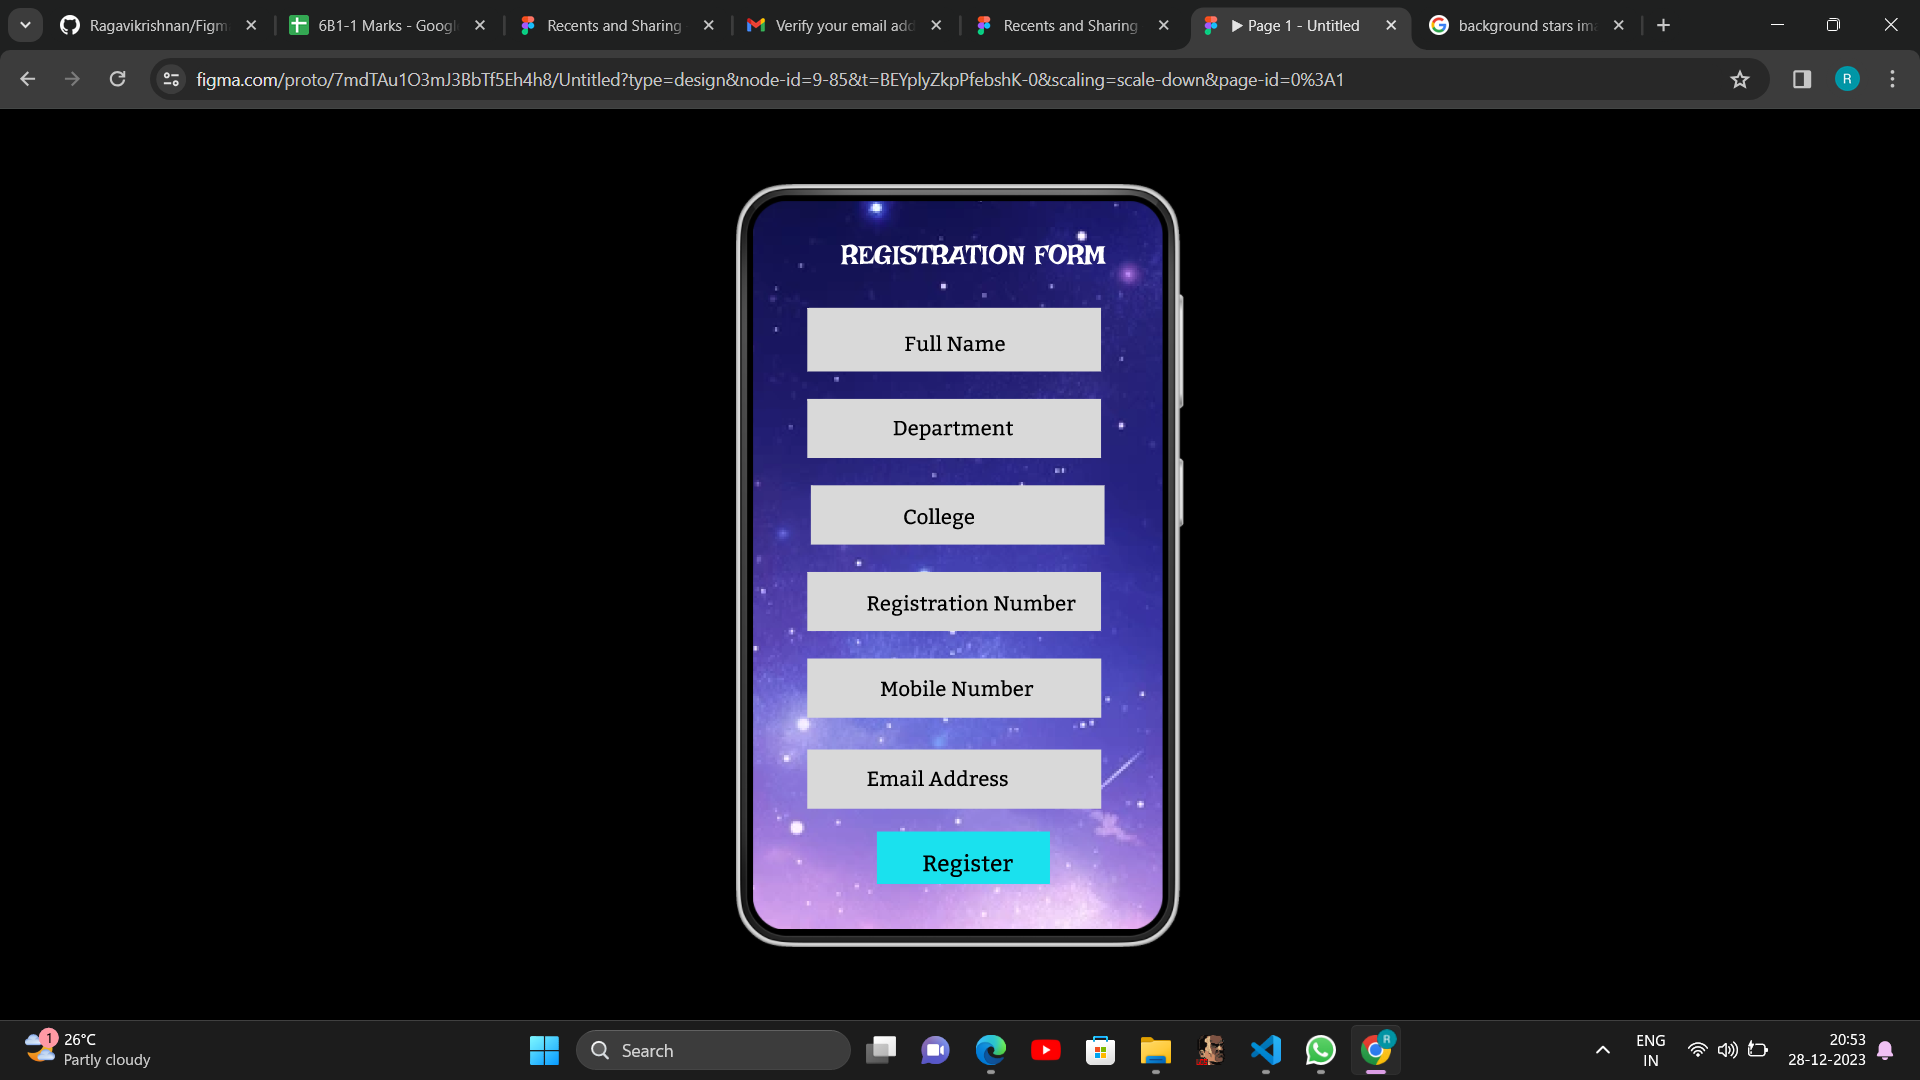 Ragavikrishnan/Figm
6B1-1 Marks - Google
Recents and Sharing
Verify your email add
Recents and Sharing
Page 1 - Untitled
background stars ima
figma.com/proto/7mdTAu1O3mJ3BbTf5Eh4h8/Untitled?type=design&node-id=9-85&t=BEYplyZkpPfebshK-0&scaling=scale-down&page-id=0%3A1
R
REGISTRATION FORM
Full Name
Department
College
Registration Number
Mobile Number
Email Address
Register
1
26°C
Partly cloudy
Search
R
ENG
IN
20:53
28-12-2023